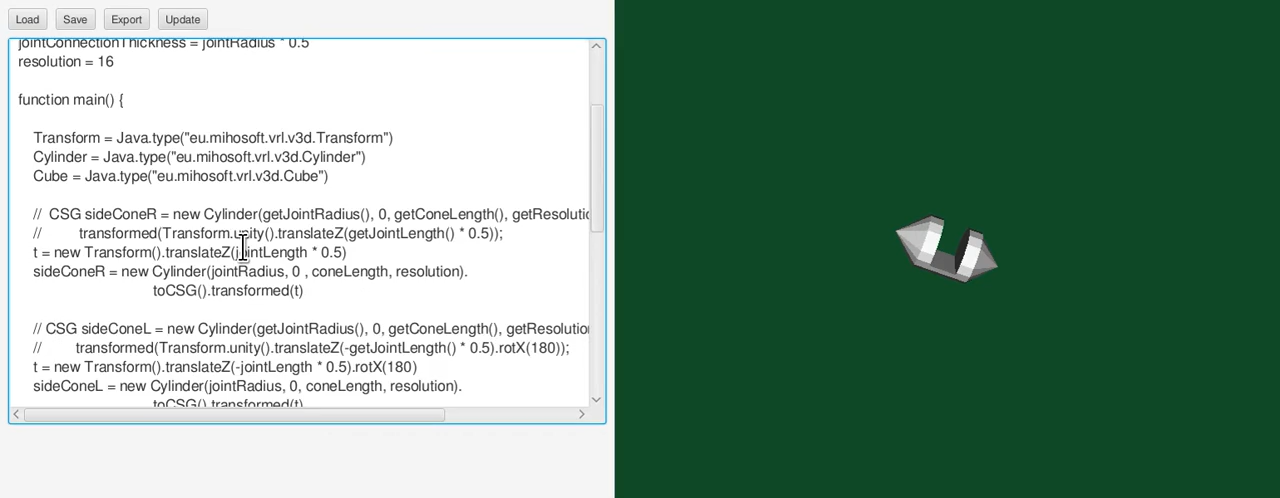 Load Save Export Update
jointConnectionThickness = jointRadius * 0.5
resolution = 16
function main() {
Transform = Java.type("eu.mihosoft.vrl.v3d.Transform")
Cylinder = Java.type("eu.mihosoft.vrl.v3d.Cylinder")
Cube = Java.type("eu.mihosoft.vrl.v3d.Cube")
//  CSG sideConeR = new Cylinder(getJointRadius(), 0, getConeLength(), getResolutio
//         transformed(Transform.unity().translateZ(getJointLength() * 0.5));
t = new Transform().translateZ(jointLength * 0.5)
sideConeR = new Cylinder(jointRadius, 0 , coneLength, resolution).
toCSG().transformed(t)
// CSG sideConeL = new Cylinder(getJointRadius(), 0, getConeLength(), getResolution
//         transformed(Transform.unity().translateZ(-getJointLength() * 0.5).rotX(180));
t = new Transform().translateZ(-jointLength * 0.5).rotX(180)
sideConeL = new Cylinder(jointRadius, 0, coneLength, resolution).
toCSG().transformed(t)